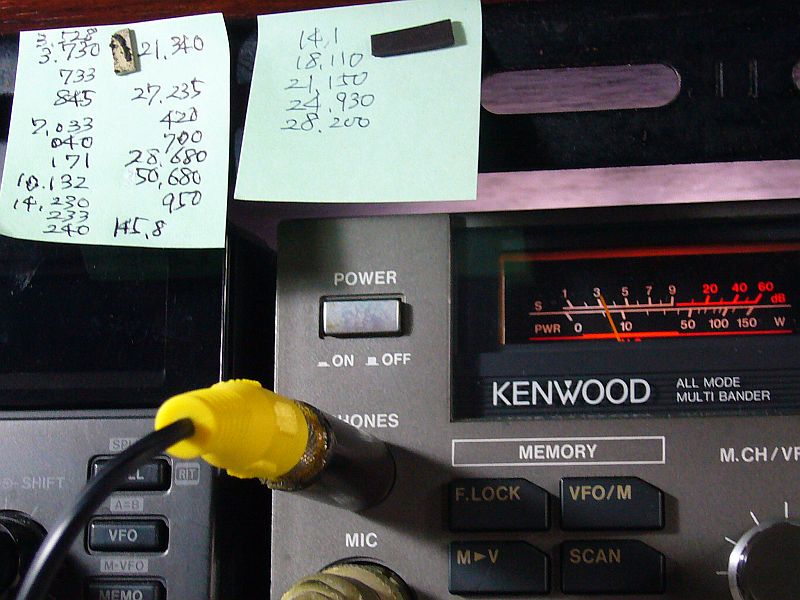 3.528
3.730 21.340
733
845 27.235
7.033 420
040 700
171 28.680
10.132 50.680
14.230 950
233
240 145.8
14.1
18.110
21.150
24.930
28.200
POWER
ON OFF
S 1 3 5 7 9 20 40 60 dB
PWR 0 10 50 100 150 W
KENWOOD ALL MODE
MULTI BANDER
PHONES
MEMORY
M.CH/VF
F.LOCK VFO/M
M►V SCAN
MIC
SPL
-SHIFT
RIT
A=B
VFO
M-VFO
MEMO